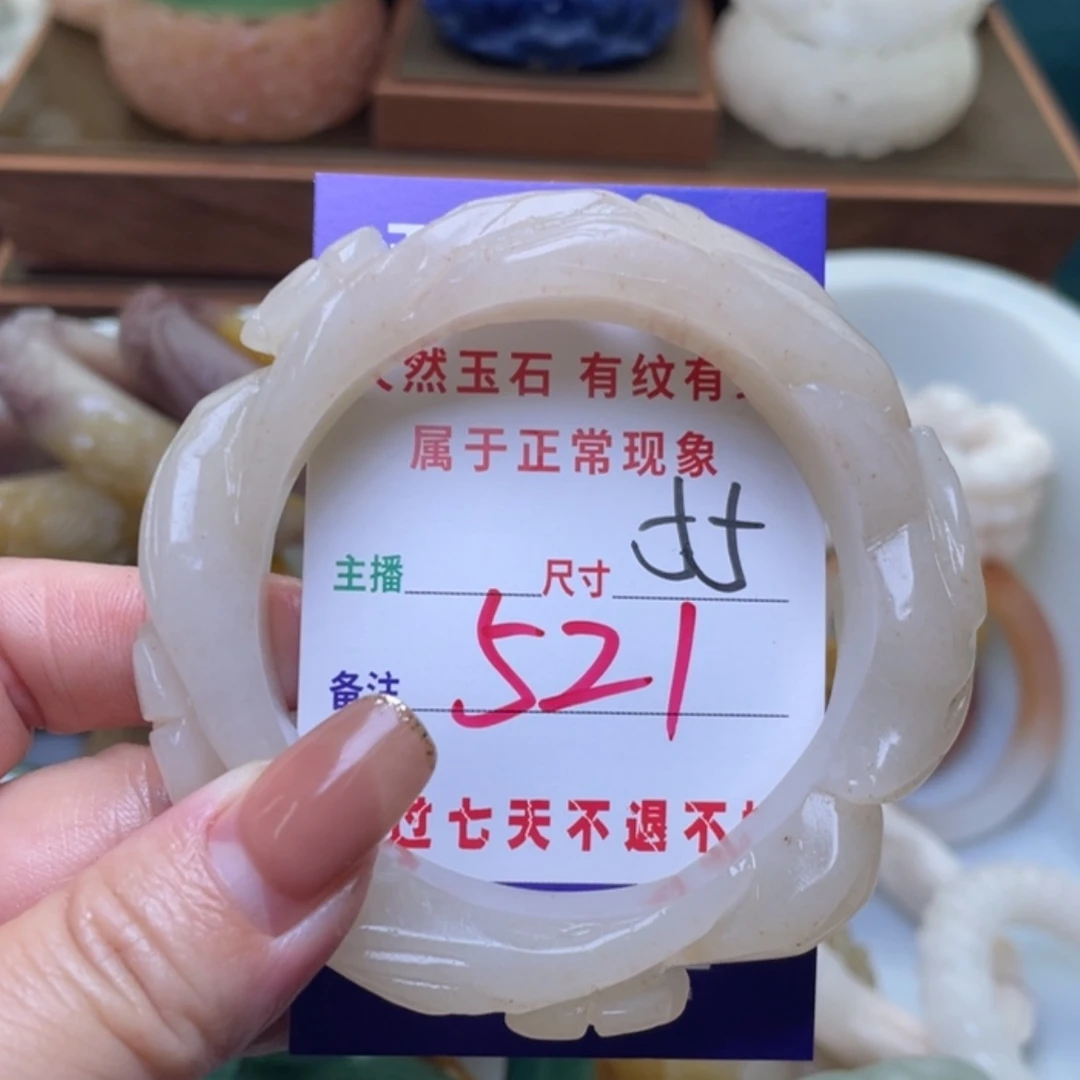 然玉石 有纹有
属于正常现象
主播 尺寸
521
备注
过七天不退不